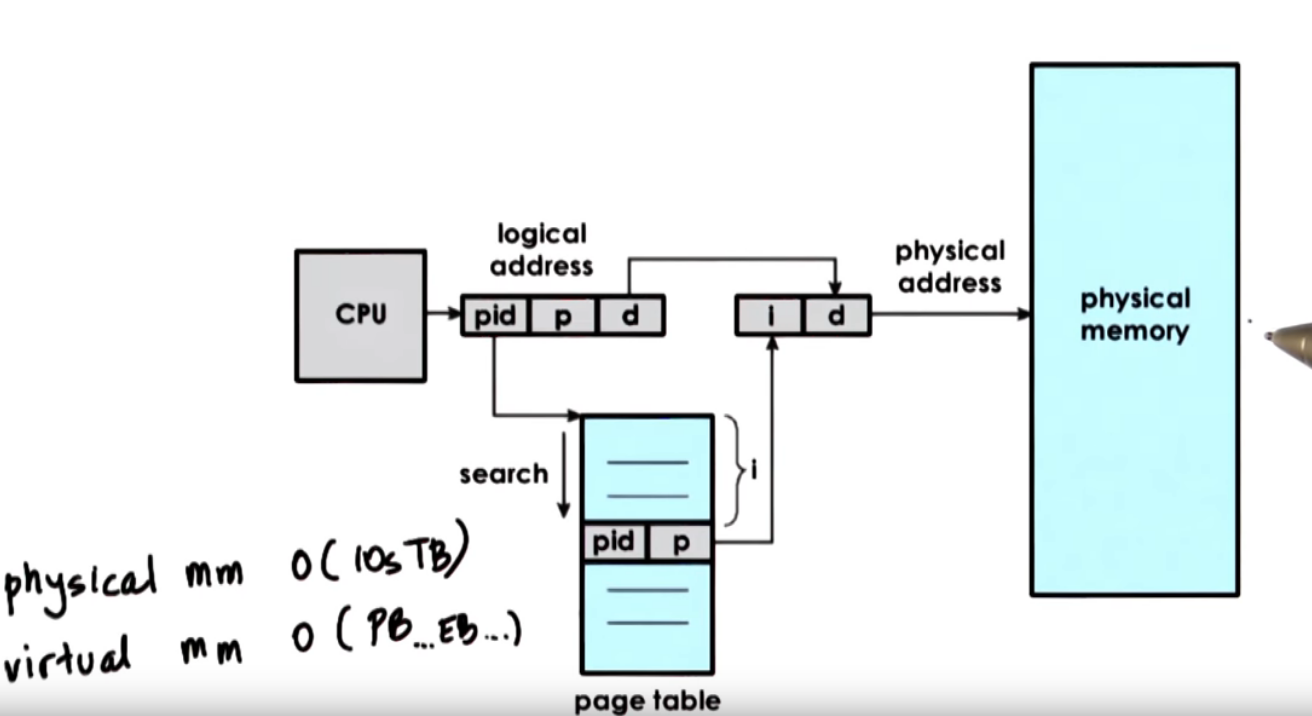 logical
address
CPU
pid p d
i d
physical
address
physical
memory
search
i
pid p
page table
physical mm O(10s TB)
virtual mm O(PB...EB...)